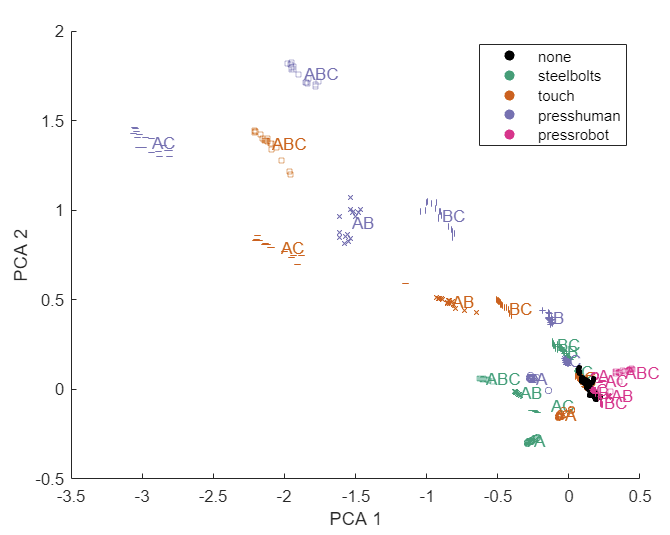 2
none
steelbolts
touch
presshuman
pressrobot
ABC
1.5
AC
ABC
AC
1
AB
BC
PCA 2
0.5
AB
BC
B
BC
ABC
A
AB
AC
A
A
ABC
AC
AB
BC
0
-0.5
-3.5
-3
-2.5
-2
-1.5
-1
-0.5
0
0.5
PCA 1